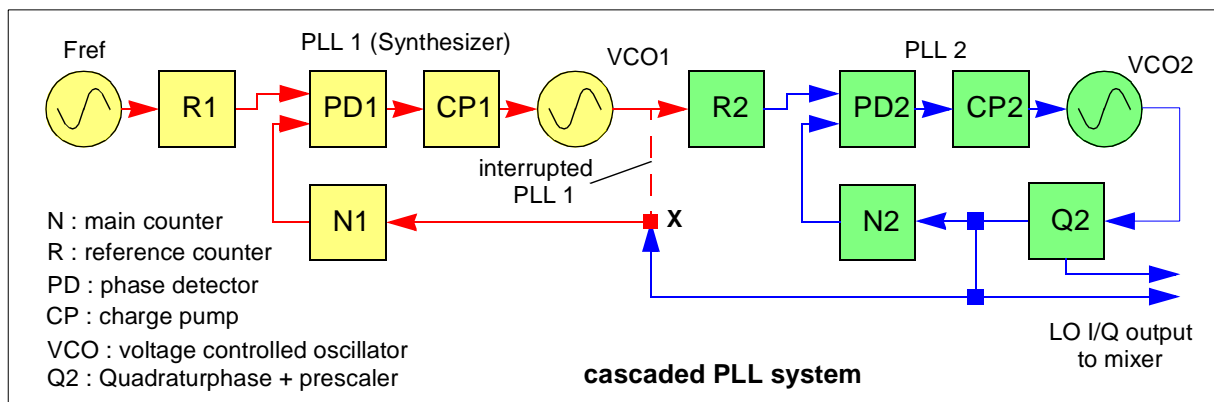 Fref
PLL 1 (Synthesizer)
VCO1
PLL 2
VCO2
R1
PD1
CP1
R2
PD2
CP2
interrupted
PLL 1
N1
X
N2
Q2
N : main counter
R : reference counter
PD : phase detector
CP : charge pump
VCO : voltage controlled oscillator
Q2 : Quadraturphase + prescaler
cascaded PLL system
LO I/Q output
to mixer